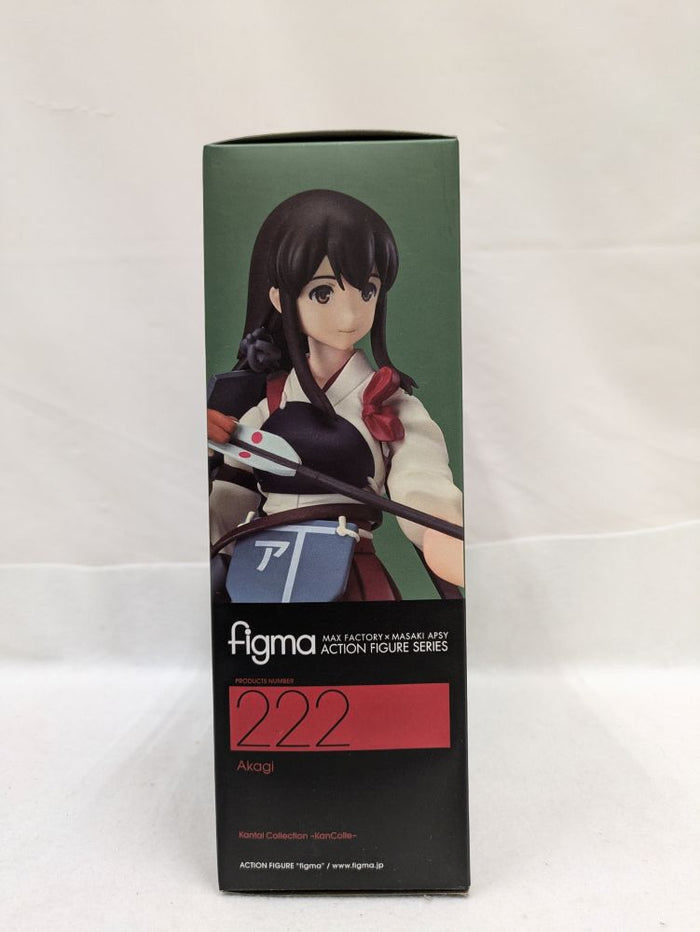 ア
figma MAX FACTORY × MASAKI APSY
ACTION FIGURE SERIES
PRODUCTS NUMBER
222
Akagi
Kantai Collection -KanColle-
ACTION FIGURE "figma" / www.figma.jp